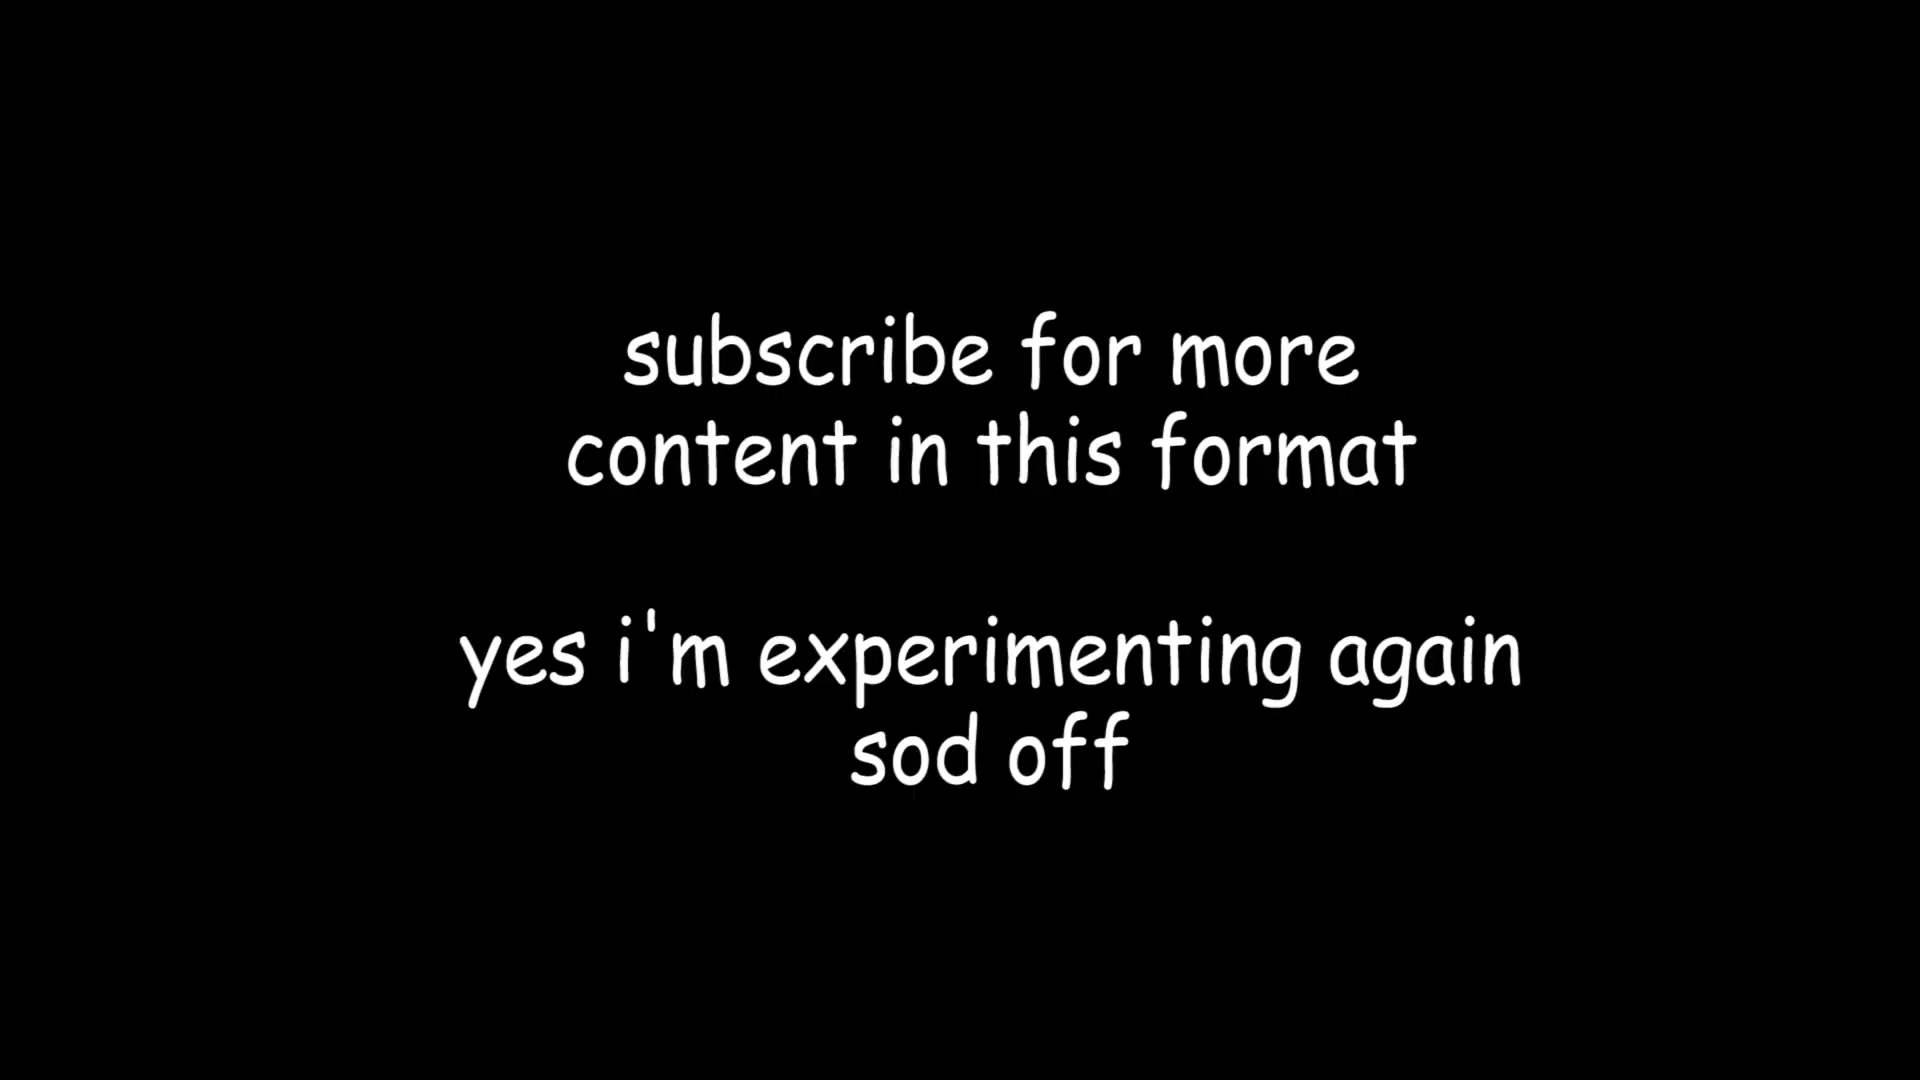 subscribe for more
content in this format
yes i'm experimenting again
sod off